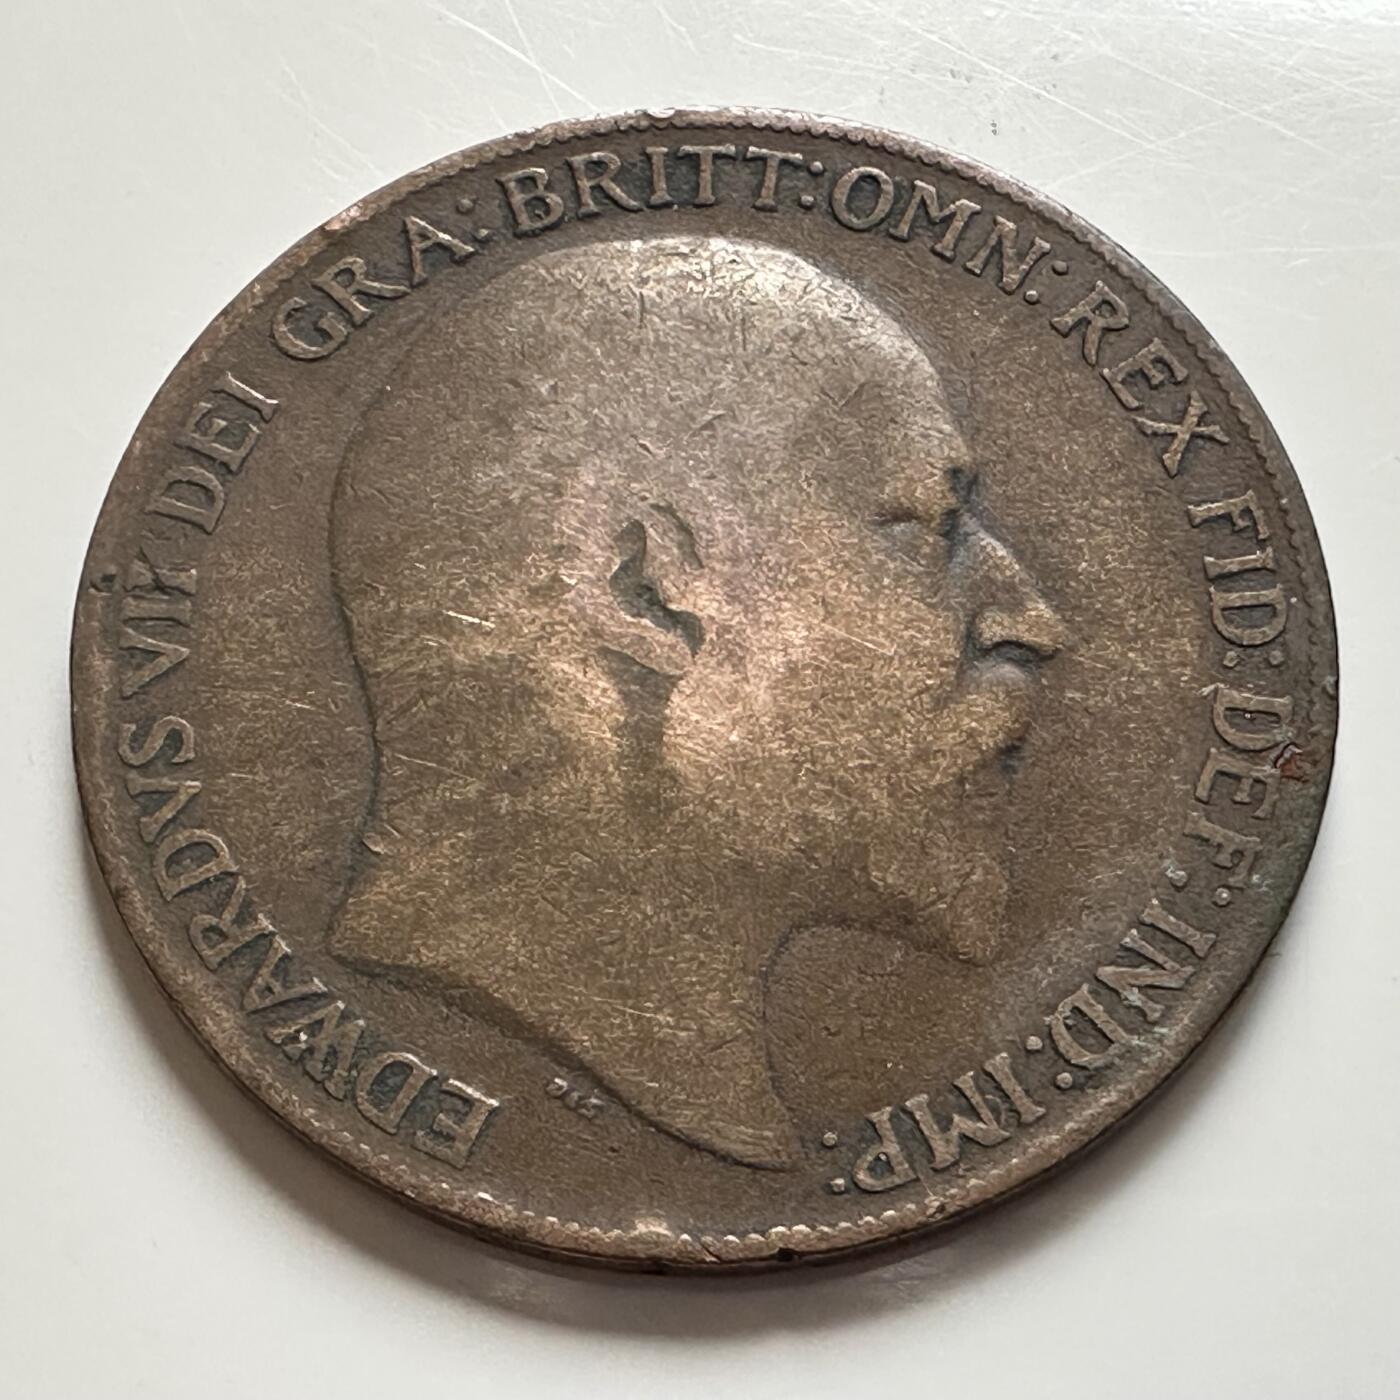 EDWARDVS VII DEI GRA: BRITT: OMN: REX FID: DEF: IND: IMP: